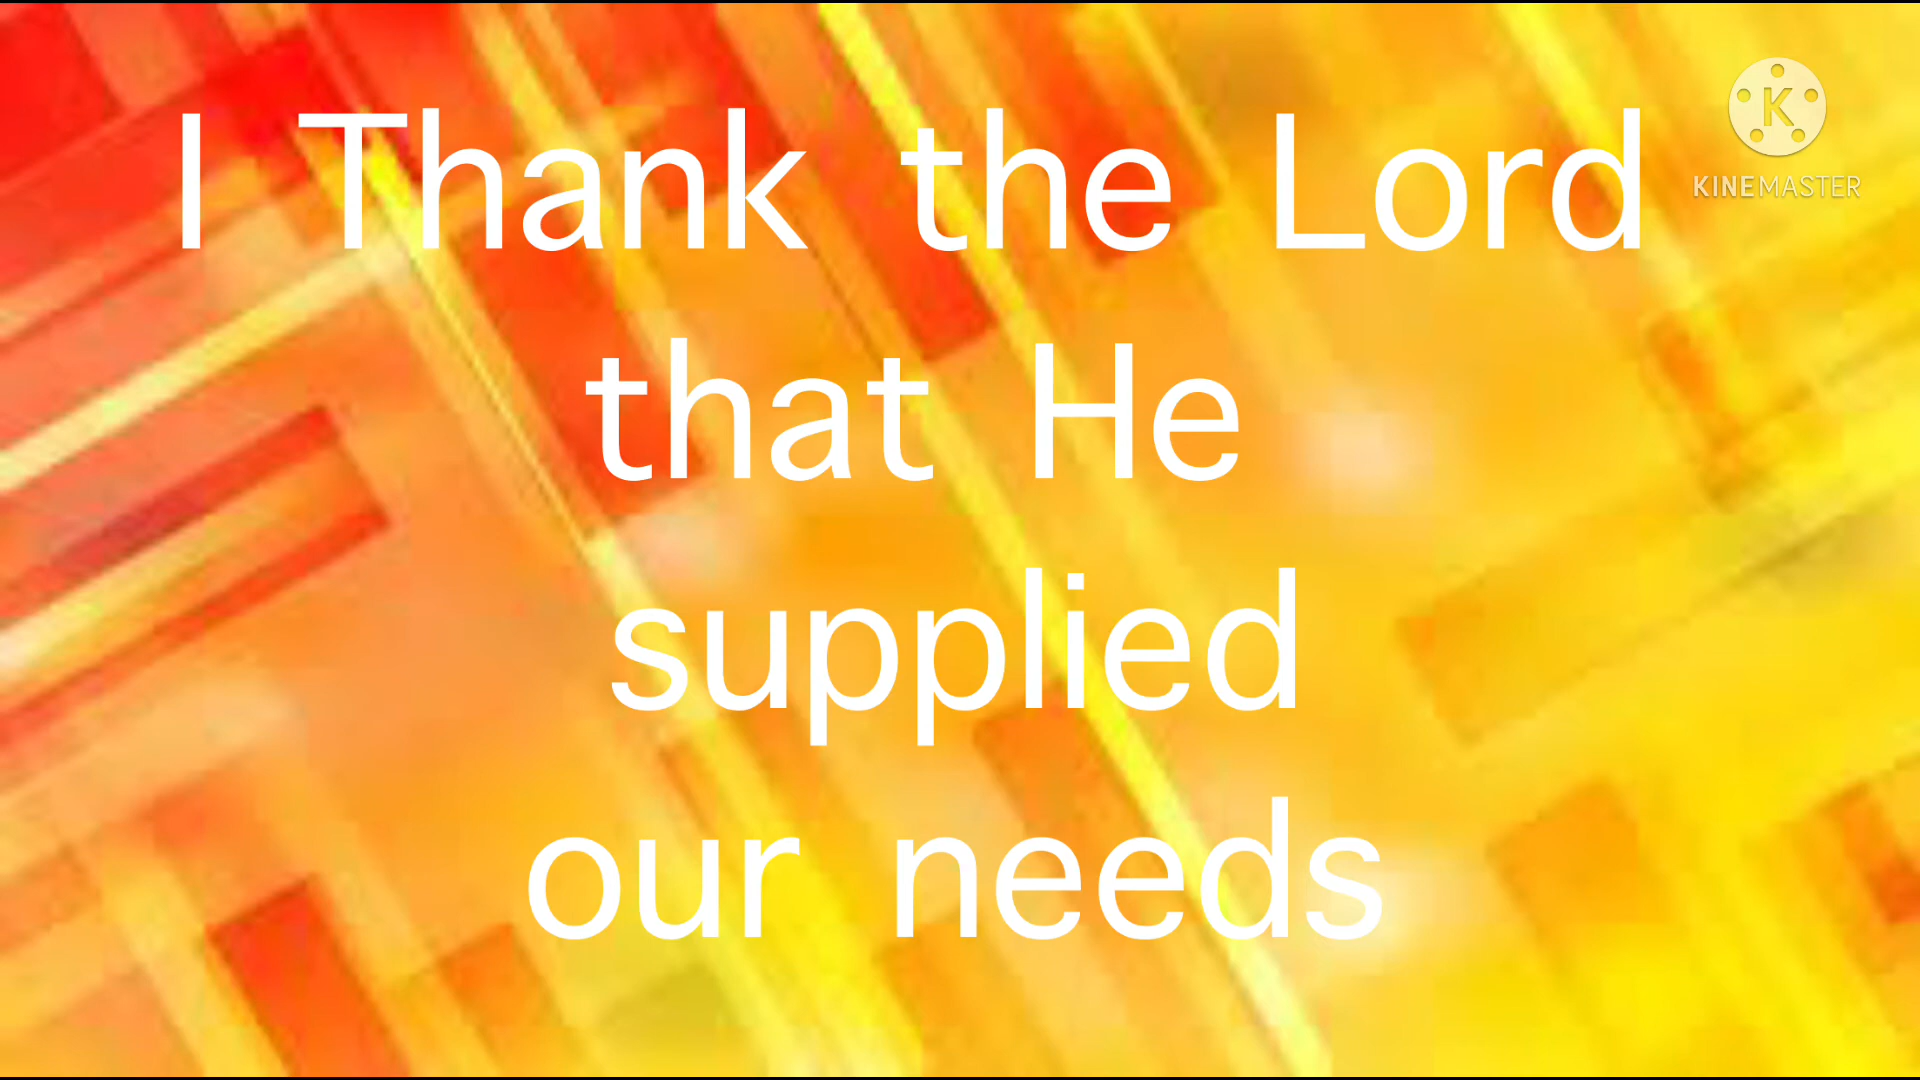 I Thank the Lord
that He
supplied
our needs
K
KINEMASTER